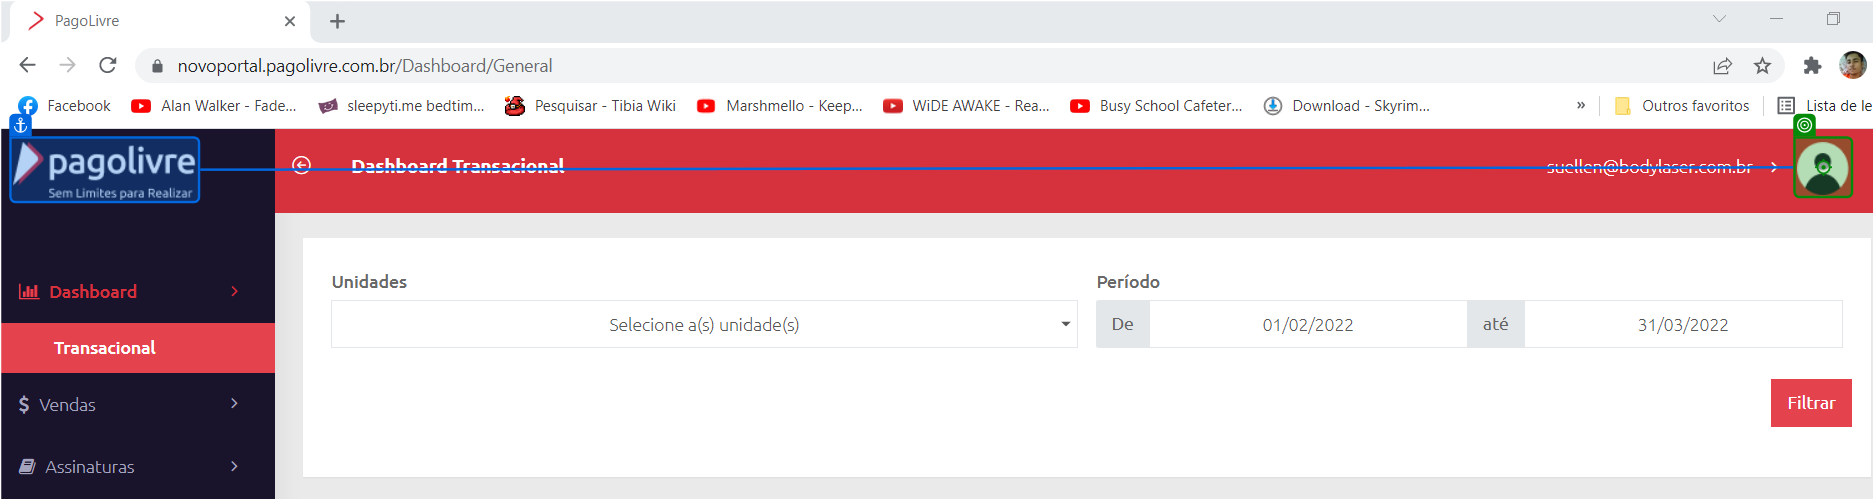 PagoLivre
novoportal.pagolivre.com.br/Dashboard/General
Facebook Alan Walker - Fade... sleepyti.me bedtim... Pesquisar - Tibia Wiki Marshmello - Keep... WiDE AWAKE - Rea... Busy School Cafeter... Download - Skyrim... » Outros favoritos Lista de le
pagolivre
Sem Limites para Realizar
Dashboard Transacional
suellen@bodylaser.com.br
Dashboard
Transacional
Vendas
Assinaturas
Unidades
Selecione a(s) unidade(s)
Período
De 01/02/2022 até 31/03/2022
Filtrar